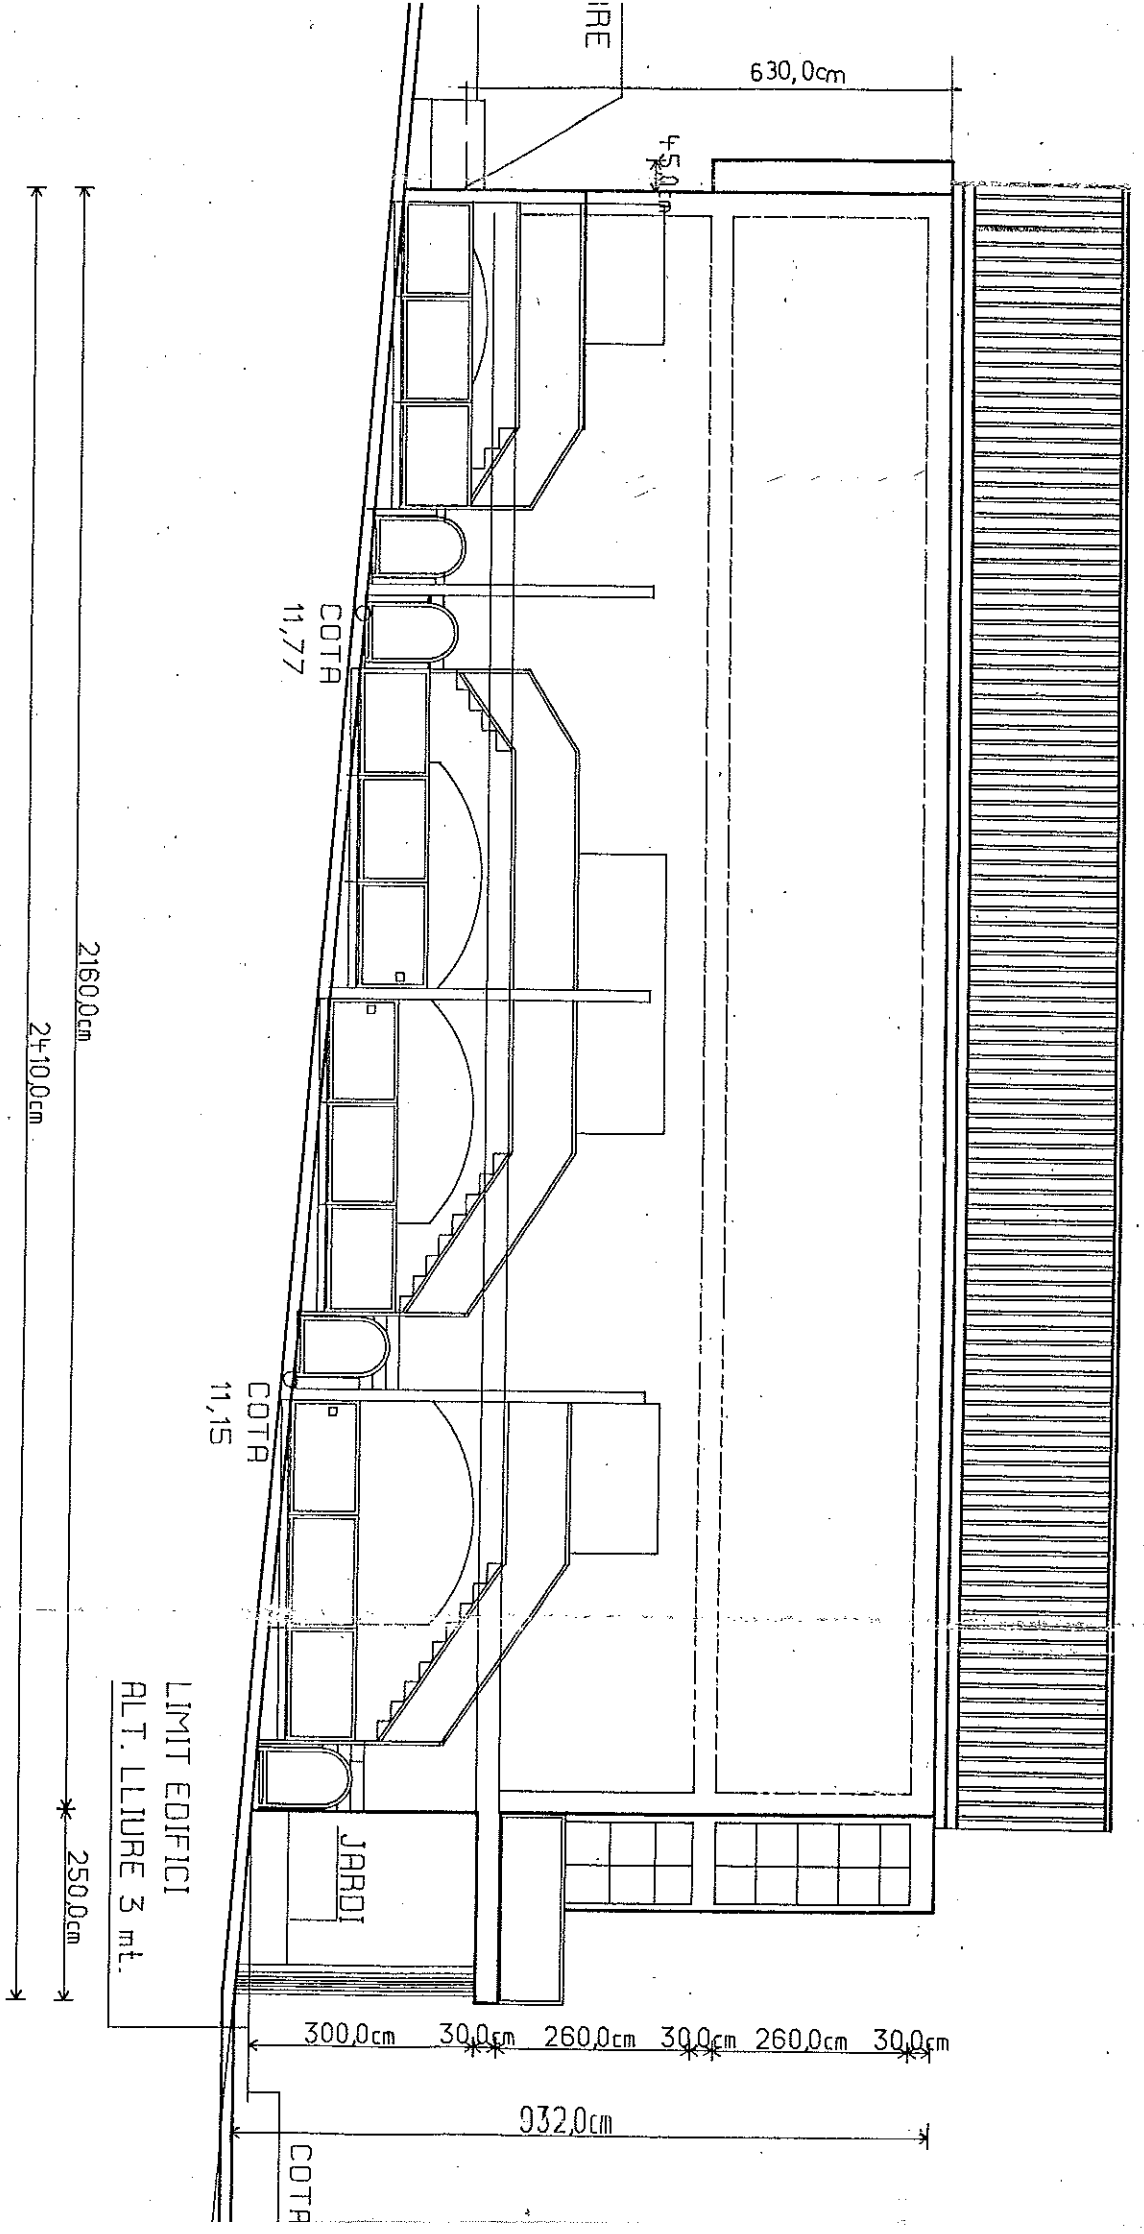 630,0cm
45,0cm
COTA
11,77
2160,0cm
2410,0cm
COTA
11,15
LIMIT EDIFICI
ALT. LLIURE 3 mt.
JARDI
250,0cm
300,0cm
30,0cm
260,0cm
30,0cm
260,0cm
30,0cm
932,0cm
COTA